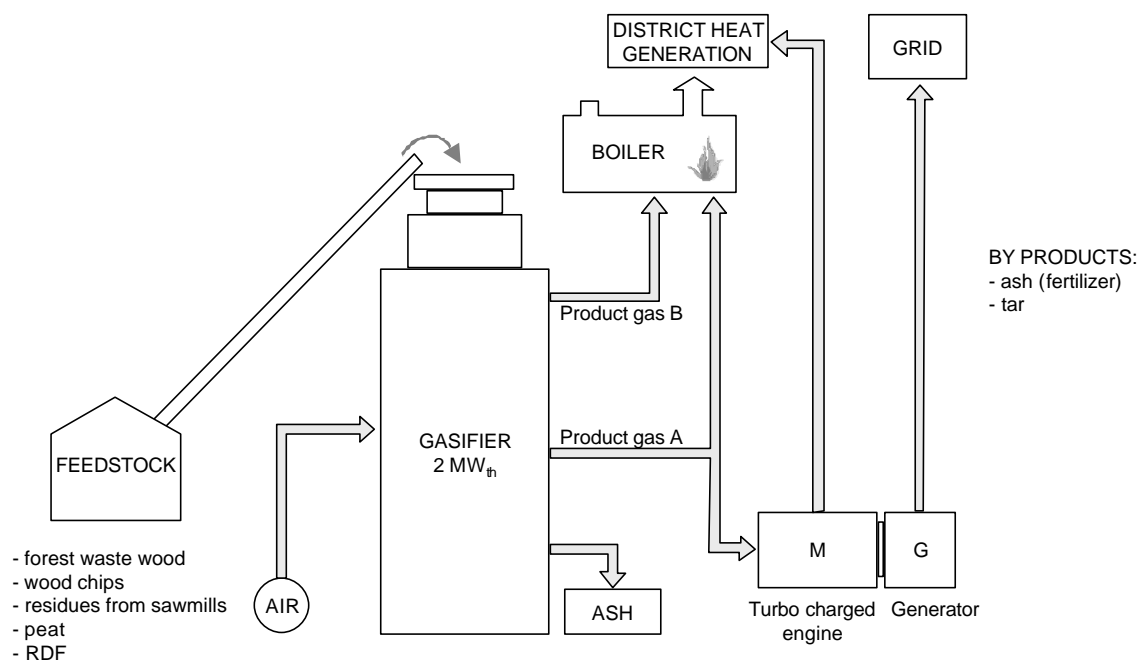 DISTRICT HEAT
GENERATION
GRID
BOILER
BY PRODUCTS:
- ash (fertilizer)
- tar
Product gas B
Product gas A
GASIFIER
2 MWth
FEEDSTOCK
- forest waste wood
- wood chips
- residues from sawmills
- peat
- RDF
AIR
ASH
M
G
Turbo charged
engine
Generator